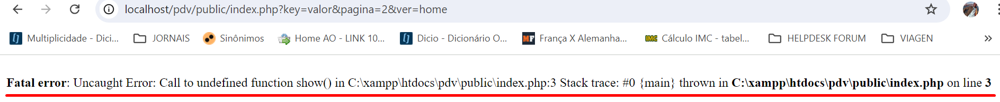 localhost/pdv/public/index.php?key=valor&pagina=2&ver=home
Multiplicidade - Dici... JORNAIS Sinônimos Home AO - LINK 10... Dicio - Dicionário O... MF França X Alemanha... IMC Cálculo IMC - tabel... HELPDESK FORUM VIAGEN
Fatal error: Uncaught Error: Call to undefined function show() in C:\xampp\htdocs\pdv\public\index.php:3 Stack trace: #0 {main} thrown in C:\xampp\htdocs\pdv\public\index.php on line 3